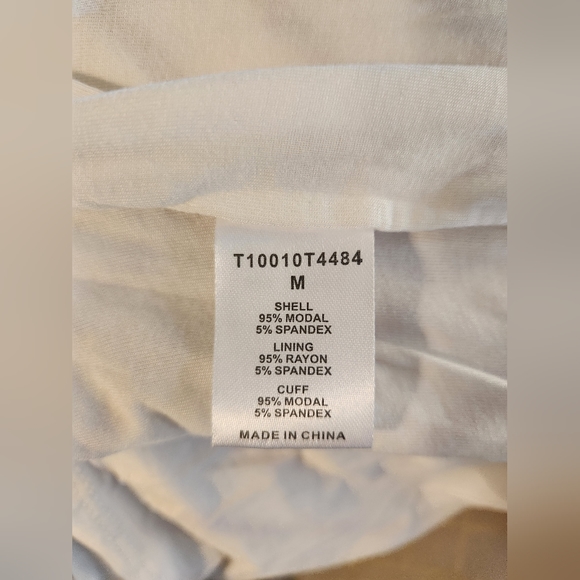 T10010T4484
M
SHELL
95% MODAL
5% SPANDEX
LINING
95% RAYON
5% SPANDEX
CUFF
95% MODAL
5% SPANDEX
MADE IN CHINA